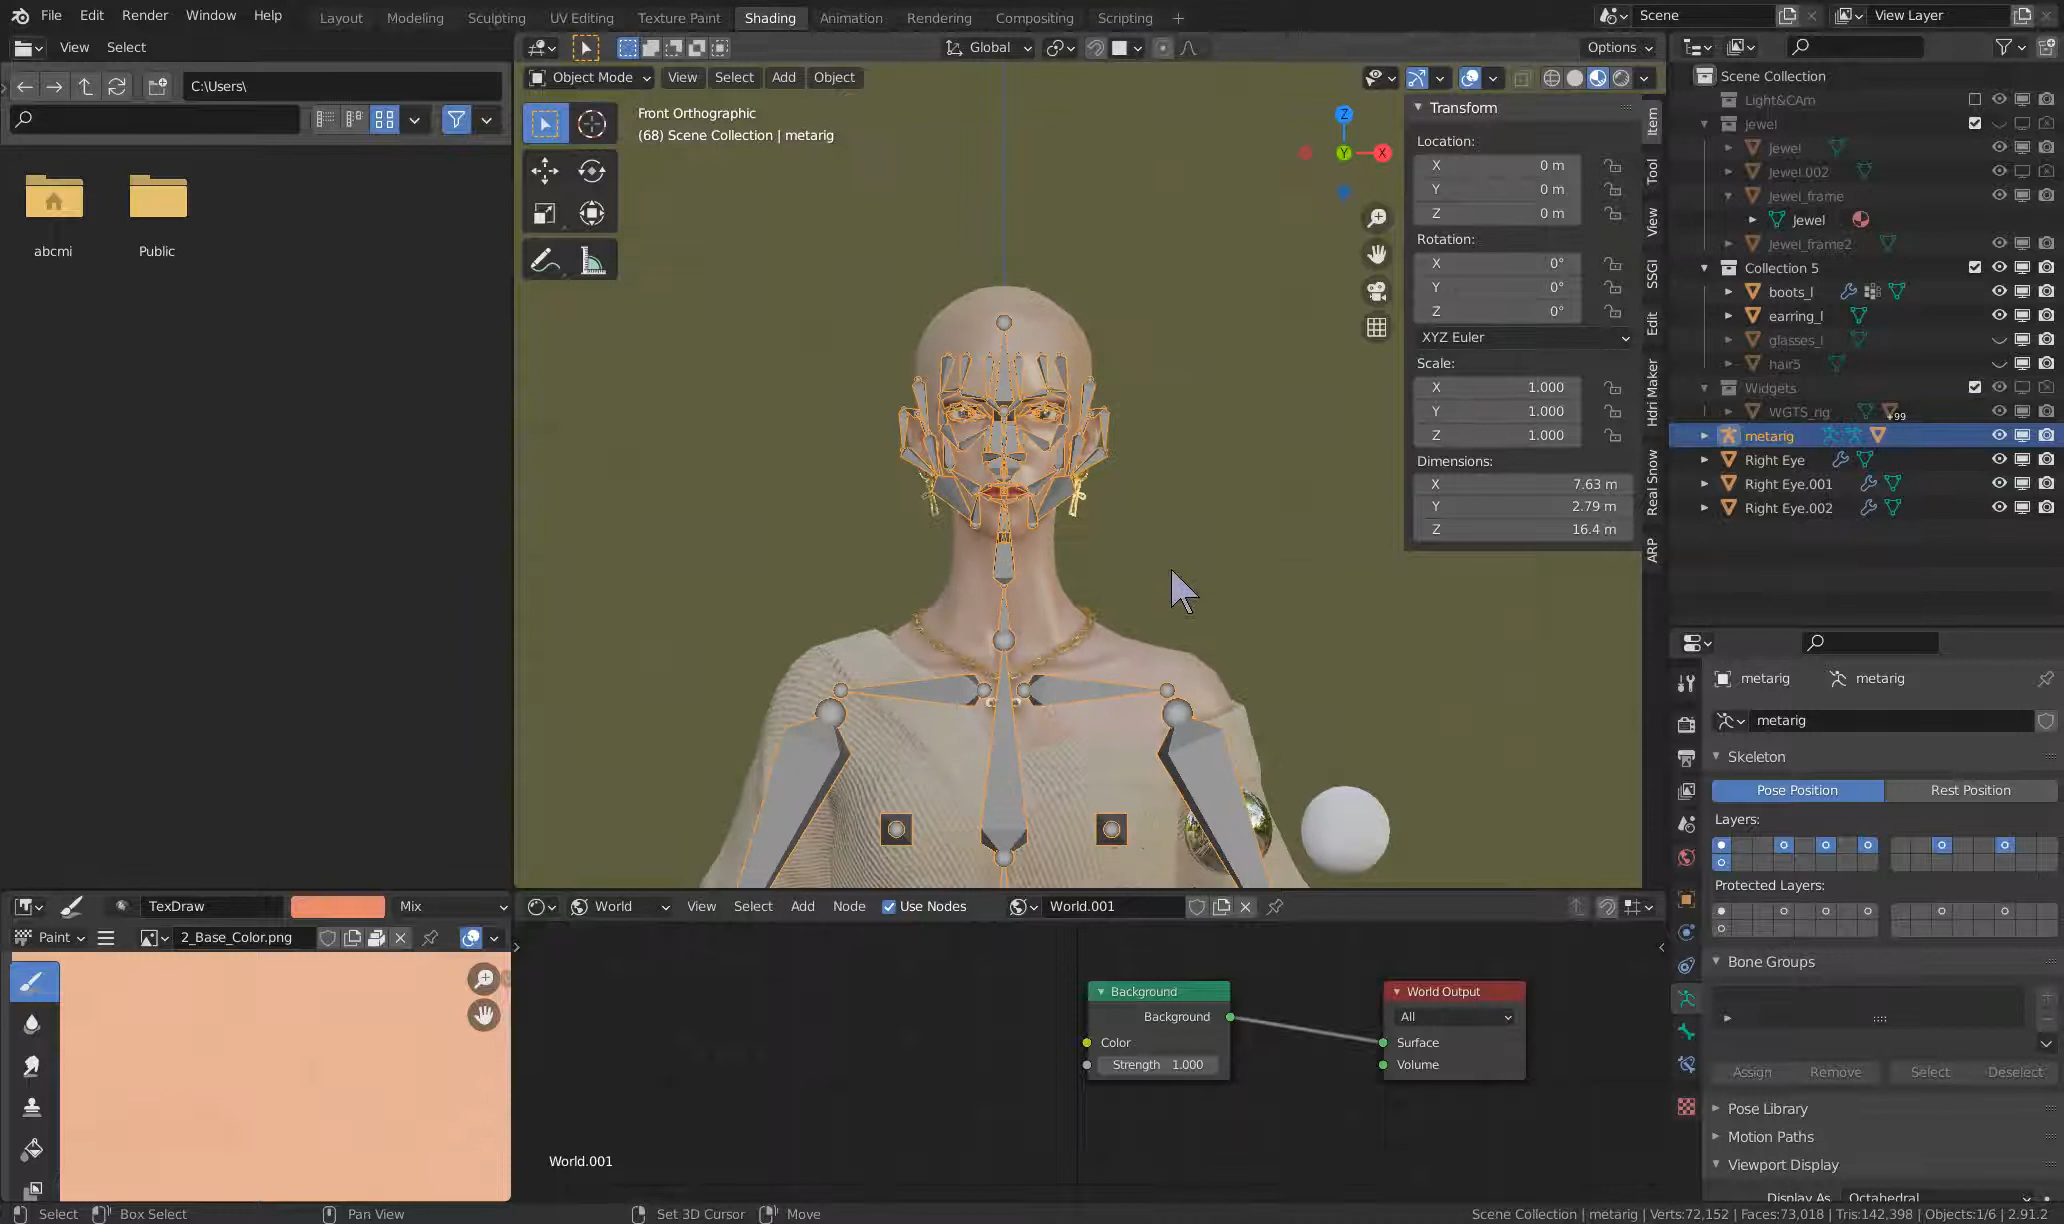 File Edit Render Window Help
Layout Modeling Sculpting UV Editing Texture Paint Shading Animation Rendering Compositing Scripting +
Scene
View Layer
View Select
C:\Users\
abcmi
Public
Global
Options
Object Mode View Select Add Object
Front Orthographic
(68) Scene Collection | metarig
Z
Y
X
Transform
Location:
X 0 m
Y 0 m
Z 0 m
Rotation:
X 0°
Y 0°
Z 0°
XYZ Euler
Scale:
X 1.000
Y 1.000
Z 1.000
Dimensions:
X 7.63 m
Y 2.79 m
Z 16.4 m
Item
Tool
View
SSGI
Edit
Hdri Maker
Real Snow
ARP
Scene Collection
Light&CAm
Jewel
Jewel
Jewel.002
Jewel_frame
Jewel
Jewel_frame2
Collection 5
boots_l
earring_l
glasses_l
hair5
Widgets
WGTS_rig
+99
metarig
Right Eye
Right Eye.001
Right Eye.002
metarig metarig
metarig
Skeleton
Pose Position Rest Position
Layers:
Protected Layers:
Bone Groups
Assign Remove Select Deselect
Pose Library
Motion Paths
Viewport Display
Display As Octahedral
TexDraw Mix
Paint 2_Base_Color.png
World View Select Add Node Use Nodes World.001
Background
Background
Color
Strength 1.000
World Output
All
Surface
Volume
World.001
Select Box Select Pan View Set 3D Cursor Move
Scene Collection | metarig | Verts:72,152 | Faces:73,018 | Tris:142,398 | Objects:1/6 | 2.91.2